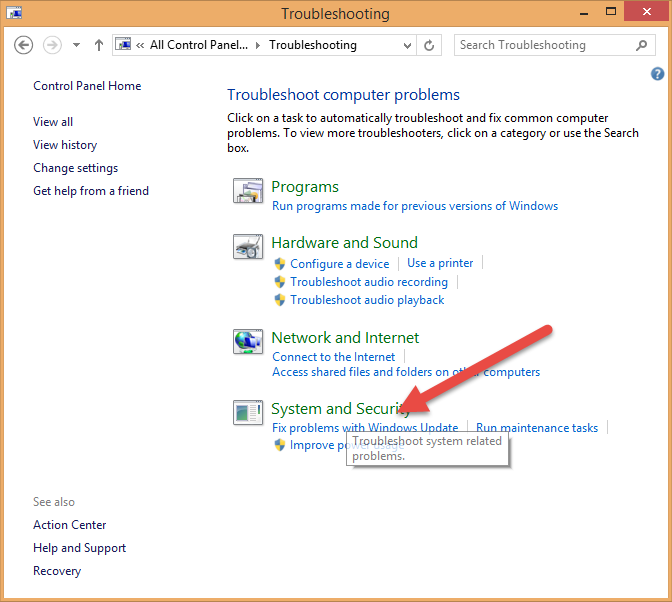 Troubleshooting
« All Control Panel... Troubleshooting
Search Troubleshooting
?
Control Panel Home
View all
View history
Change settings
Get help from a friend
Troubleshoot computer problems
Click on a task to automatically troubleshoot and fix common computer
problems. To view more troubleshooters, click on a category or use the Search
box.
Programs
Run programs made for previous versions of Windows
Hardware and Sound
Configure a device Use a printer
Troubleshoot audio recording
Troubleshoot audio playback
Network and Internet
Connect to the Internet
Access shared files and folders on other computers
System and Security
Fix problems with Windows Update Run maintenance tasks
Improve power usage
Troubleshoot system related
problems.
See also
Action Center
Help and Support
Recovery